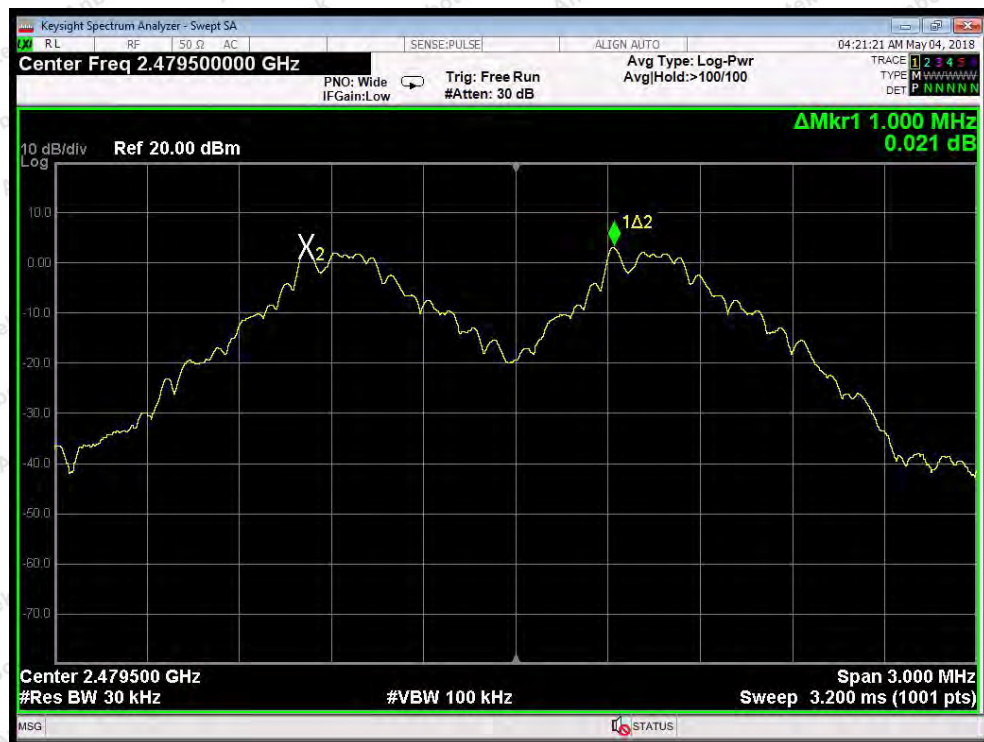 Keysight Spectrum Analyzer - Swept SA
LXI RL RF 50 Ω AC SENSE:PULSE ALIGN AUTO 04:21:21 AM May 04, 2018
Center Freq 2.479500000 GHz
PNO: Wide
IFGain:Low
Trig: Free Run
#Atten: 30 dB
Avg Type: Log-Pwr
Avg|Hold:>100/100
TRACE 1 2 3 4 5 6
TYPE M WWWWW
DET P N N N N N
ΔMkr1 1.000 MHz
0.021 dB
10 dB/div Ref 20.00 dBm
Log
10.0
0.00
-10.0
-20.0
-30.0
-40.0
-50.0
-60.0
-70.0
X2
1Δ2
Center 2.479500 GHz Span 3.000 MHz
#Res BW 30 kHz #VBW 100 kHz Sweep 3.200 ms (1001 pts)
MSG STATUS